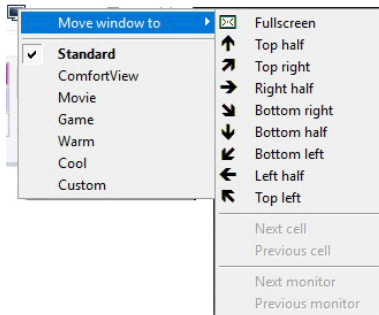 Move window to
Standard
ComfortView
Movie
Game
Warm
Cool
Custom
Fullscreen
Top half
Top right
Right half
Bottom right
Bottom half
Bottom left
Left half
Top left
Next cell
Previous cell
Next monitor
Previous monitor